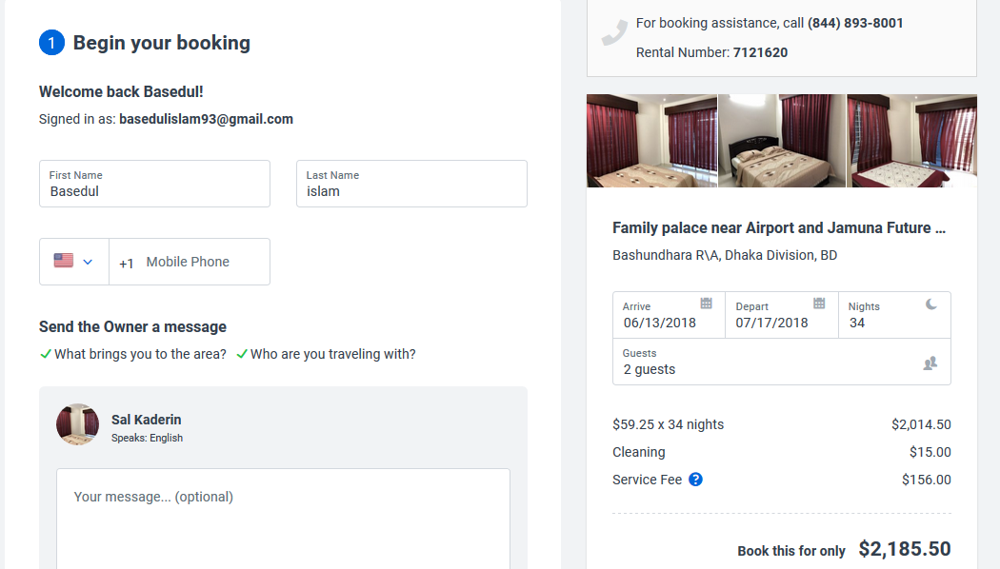 1 Begin your booking
Welcome back Basedul!
Signed in as: basedulislam93@gmail.com
First Name
Basedul
Last Name
islam
+1 Mobile Phone
Send the Owner a message
What brings you to the area? Who are you traveling with?
Sal Kaderin
Speaks: English
Your message... (optional)
For booking assistance, call (844) 893-8001
Rental Number: 7121620
Family palace near Airport and Jamuna Future ...
Bashundhara R\A, Dhaka Division, BD
Arrive
06/13/2018
Depart
07/17/2018
Nights
34
Guests
2 guests
$59.25 x 34 nights $2,014.50
Cleaning $15.00
Service Fee ? $156.00
Book this for only $2,185.50